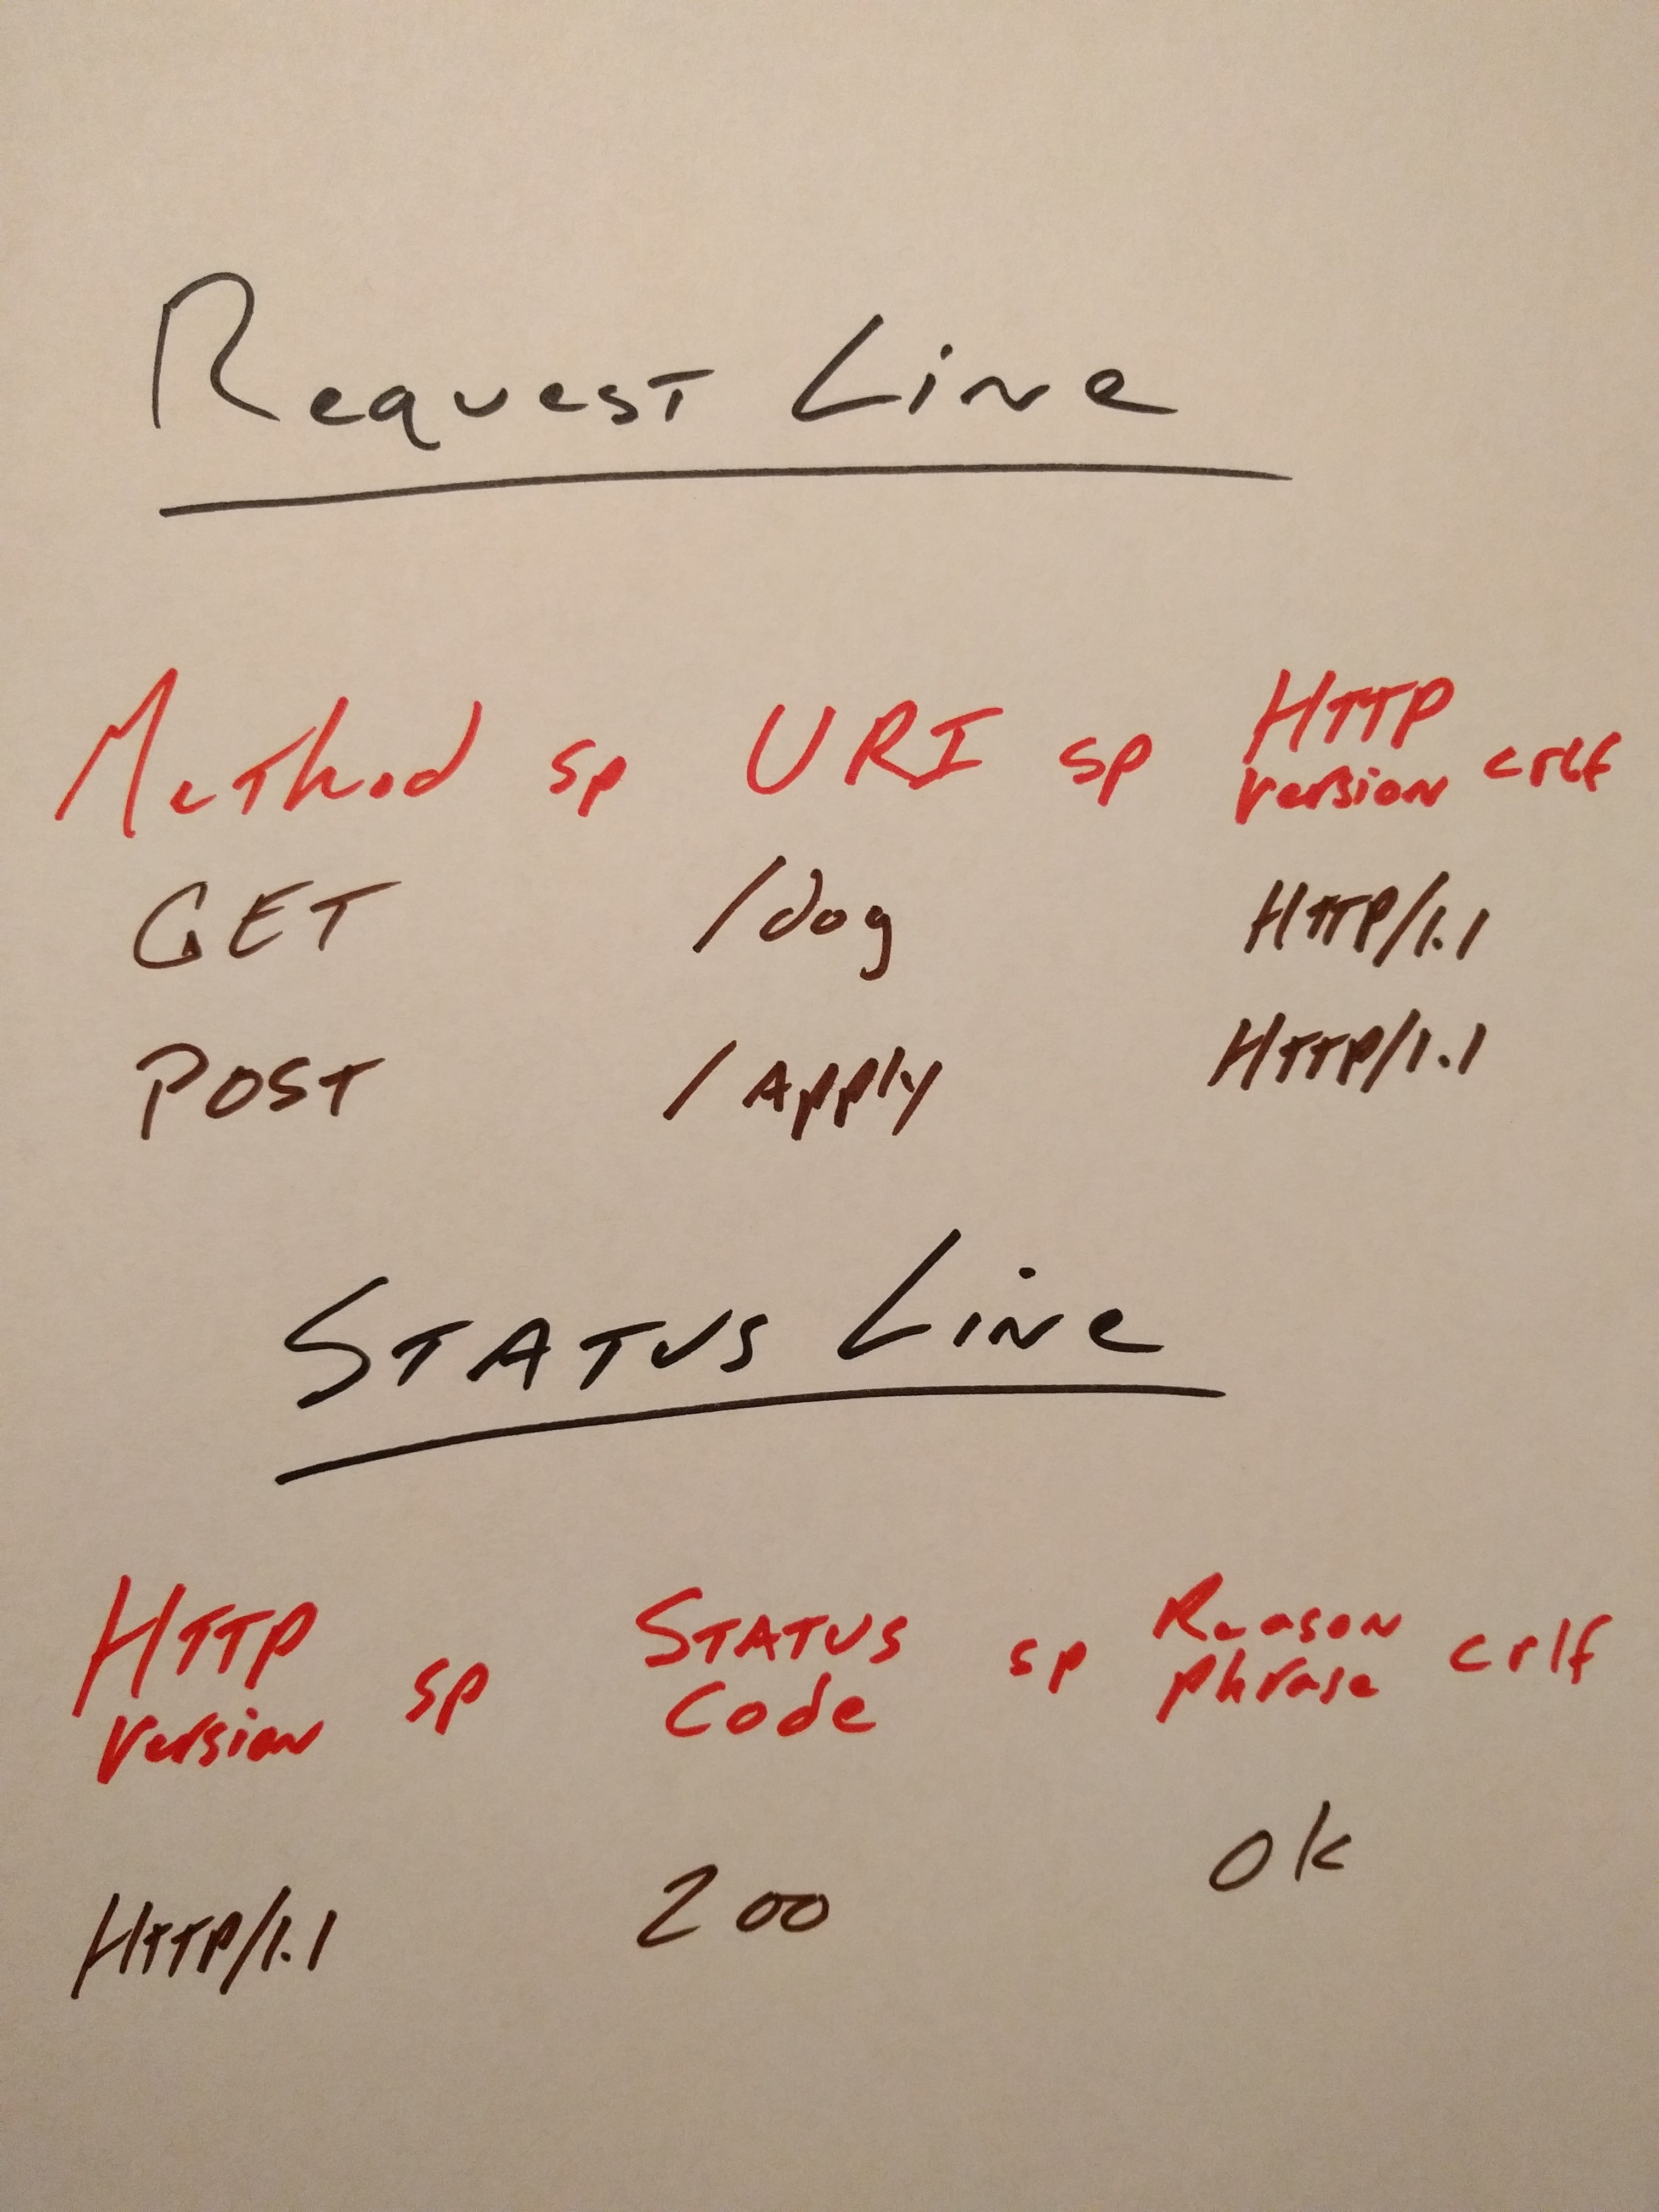 Request Line
Method sp URI sp HTTP version crlf
GET /dog HTTP/1.1
POST /Apply HTTP/1.1
Status Line
HTTP version sp Status Code sp Reason phrase crlf
HTTP/1.1 200 OK